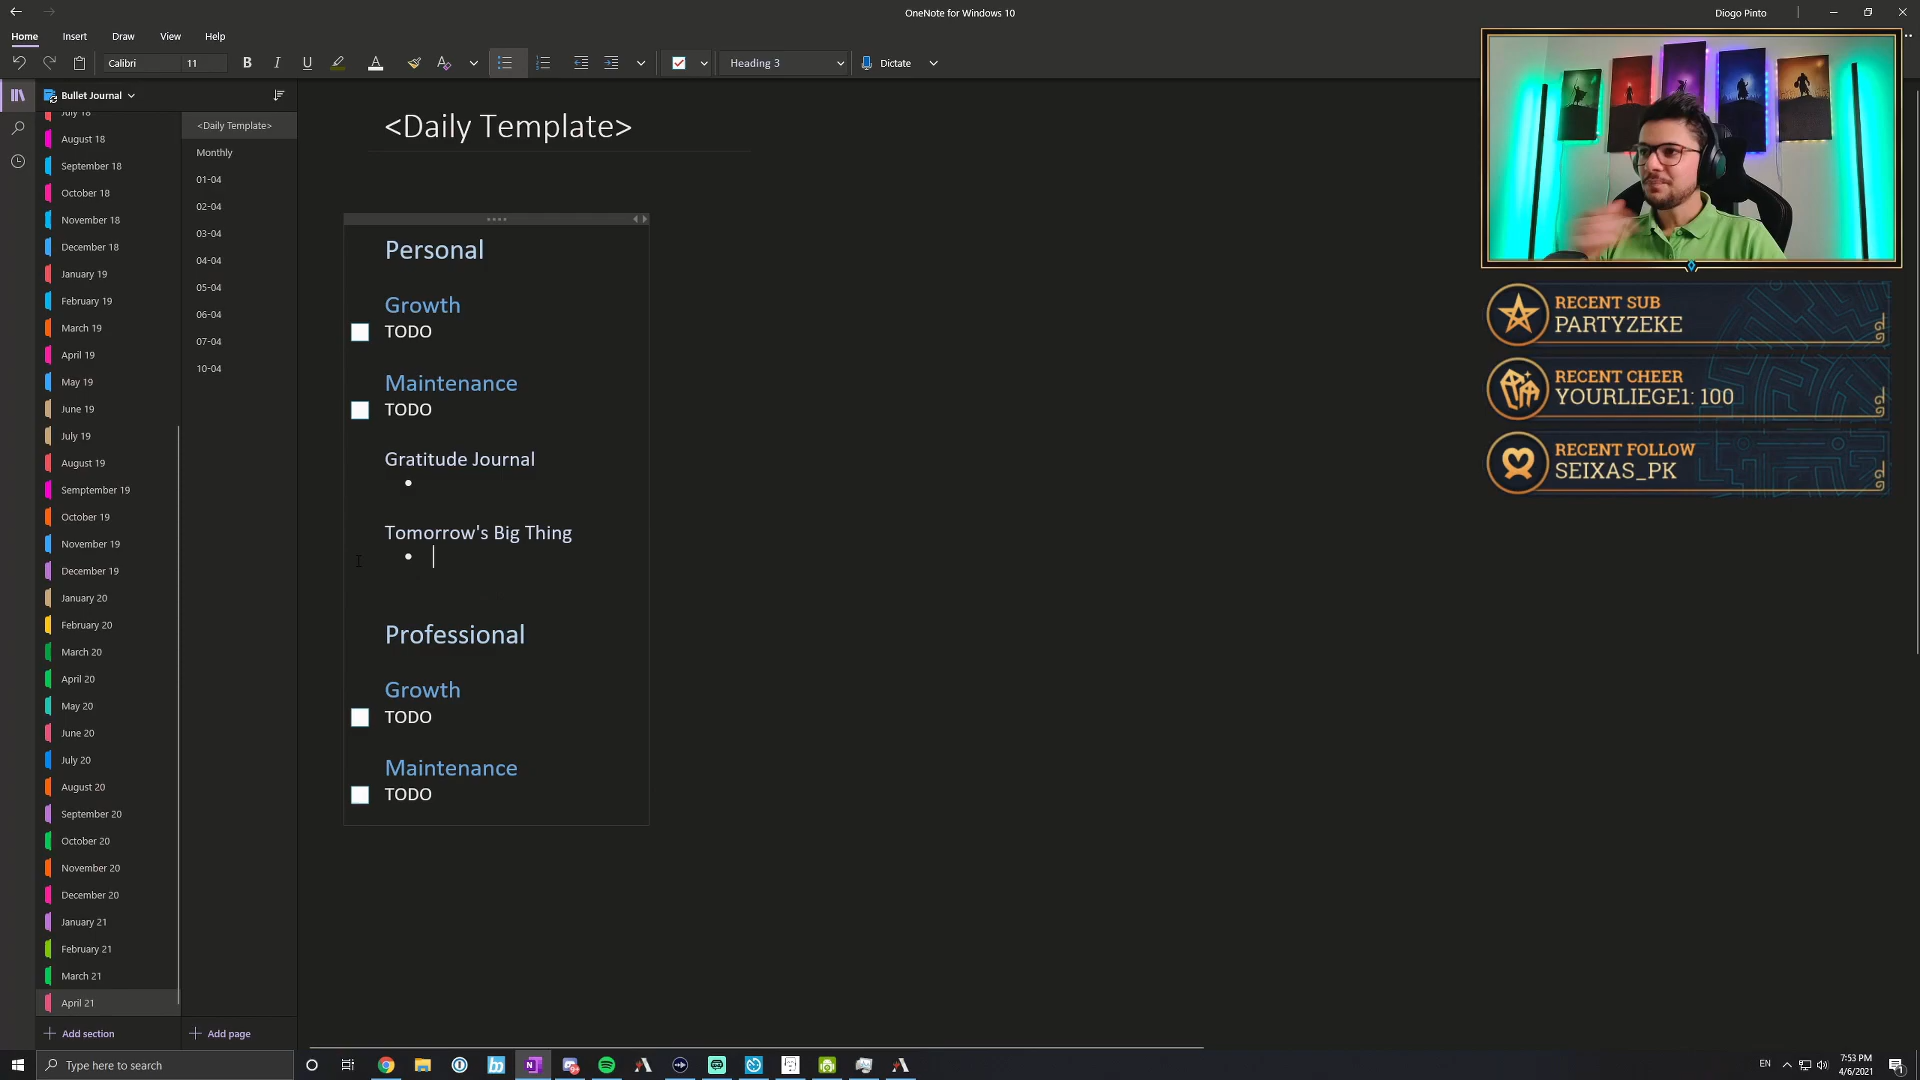 OneNote for Windows 10
Diogo Pinto
Home
Insert
Draw
View
Help
Calibri
11
B
I
U
A
Heading 3
Dictate
Bullet Journal
July 18
August 18
September 18
October 18
November 18
December 18
January 19
February 19
March 19
April 19
May 19
June 19
July 19
August 19
Semptember 19
October 19
November 19
December 19
January 20
February 20
March 20
April 20
May 20
June 20
July 20
August 20
September 20
October 20
November 20
December 20
January 21
February 21
March 21
April 21
Add section
<Daily Template>
Monthly
01-04
02-04
03-04
04-04
05-04
06-04
07-04
10-04
Add page
<Daily Template>
Personal
Growth
TODO
Maintenance
TODO
Gratitude Journal
Tomorrow's Big Thing
Professional
Growth
TODO
Maintenance
TODO
RECENT SUB
PARTYZEKE
RECENT CHEER
YOURLIEGE1: 100
RECENT FOLLOW
SEIXAS_PK
Type here to search
EN
7:53 PM
4/6/2021